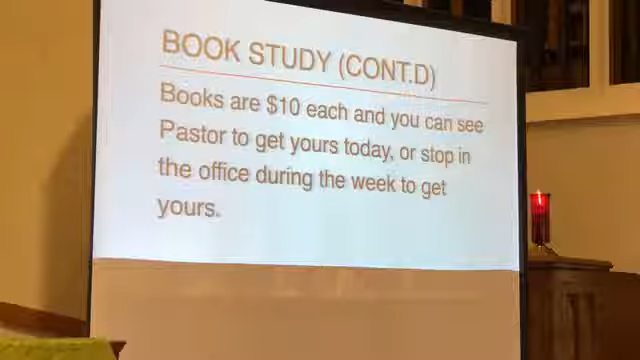 BOOK STUDY (CONT.D)
Books are $10 each and you can see
Pastor to get yours today, or stop in
the office during the week to get
yours.